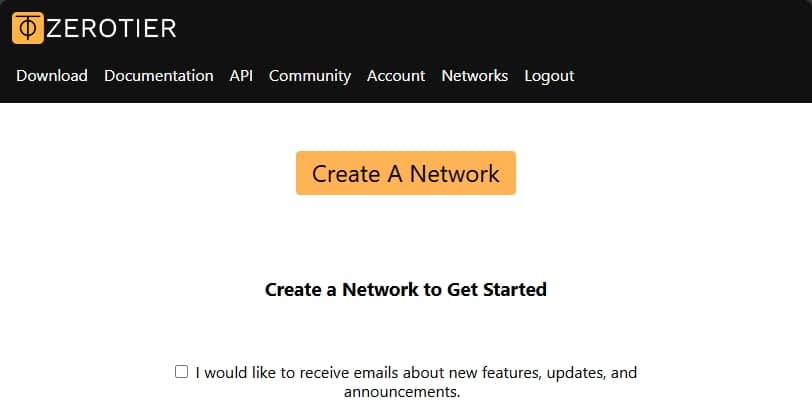 ZEROTIER
Download Documentation API Community Account Networks Logout
Create A Network
Create a Network to Get Started
I would like to receive emails about new features, updates, and
announcements.